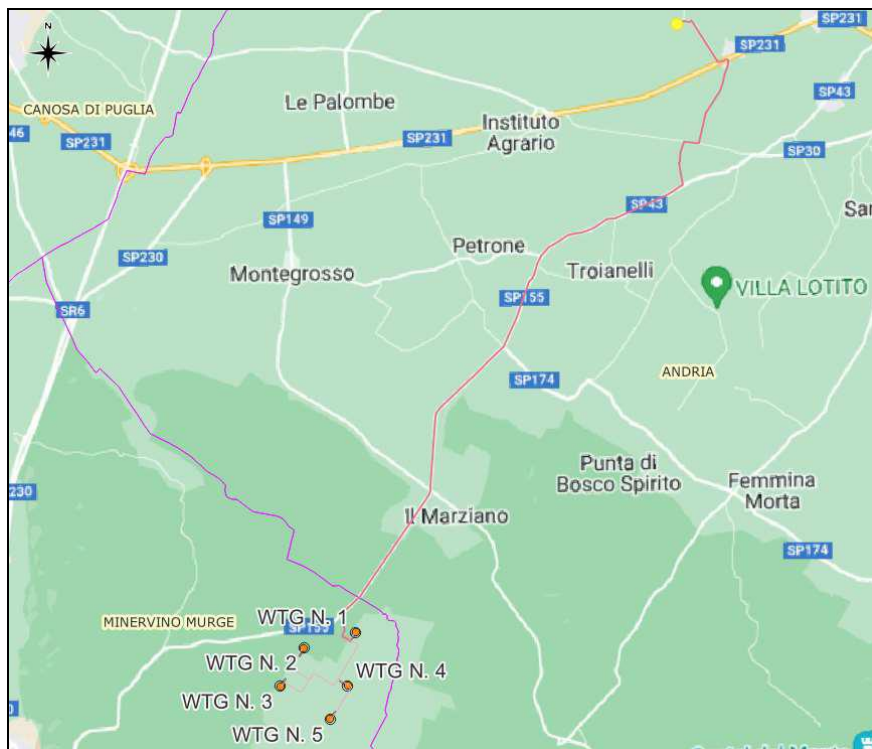 N
SP231
SP231
SP43
CANOSA DI PUGLIA
Le Palombe
46
SP231
SP231
Instituto
Agrario
SP30
SP43
SP149
San
SP230
Montegrosso
Petrone
Troianelli
VILLA LOTITO
SR6
SP155
SP174
ANDRIA
Punta di
Bosco Spirito
Femmina
Morta
230
Il Marziano
SP174
MINERVINO MURGE
WTG N. 1
WTG N. 2
WTG N. 4
WTG N. 3
WTG N. 5